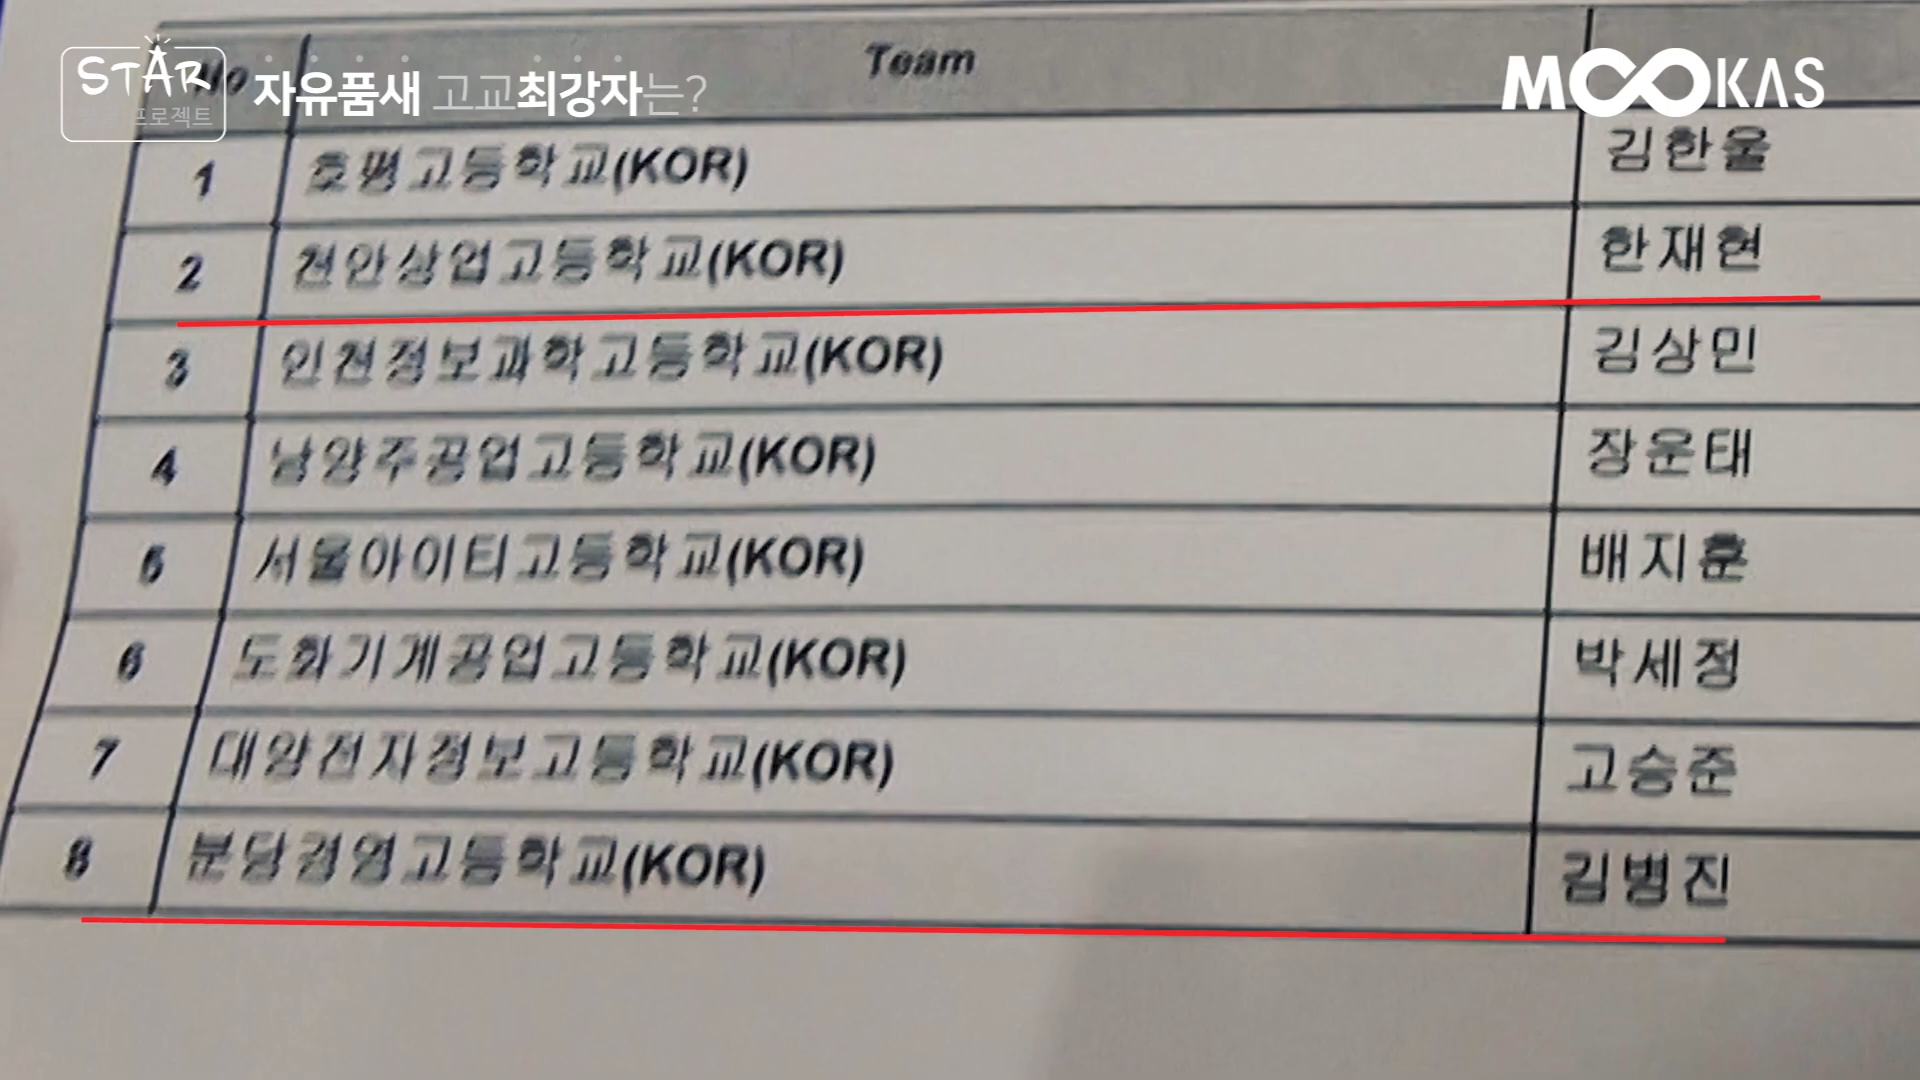 STAR
프로젝트
자유품새 고교최강자는?
MOOKAS
No Team
1 호평고등학교(KOR) 김한울
2 천안상업고등학교(KOR) 한재현
3 인천정보과학고등학교(KOR) 김상민
4 남양주공업고등학교(KOR) 장운태
5 서울아이티고등학교(KOR) 배지훈
6 도화기계공업고등학교(KOR) 박세정
7 대양전자정보고등학교(KOR) 고승준
8 분당경영고등학교(KOR) 김병진